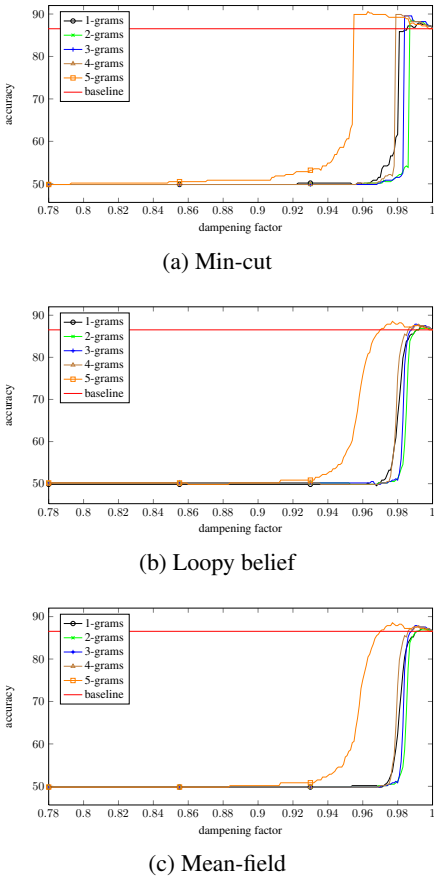 90
80
70
60
50
accuracy
1-grams
2-grams
3-grams
4-grams
5-grams
baseline
0.78 0.8 0.82 0.84 0.86 0.88 0.9 0.92 0.94 0.96 0.98 1
dampening factor
(a) Min-cut
90
80
70
60
50
accuracy
1-grams
2-grams
3-grams
4-grams
5-grams
baseline
0.78 0.8 0.82 0.84 0.86 0.88 0.9 0.92 0.94 0.96 0.98 1
dampening factor
(b) Loopy belief
90
80
70
60
50
accuracy
1-grams
2-grams
3-grams
4-grams
5-grams
baseline
0.78 0.8 0.82 0.84 0.86 0.88 0.9 0.92 0.94 0.96 0.98 1
dampening factor
(c) Mean-field